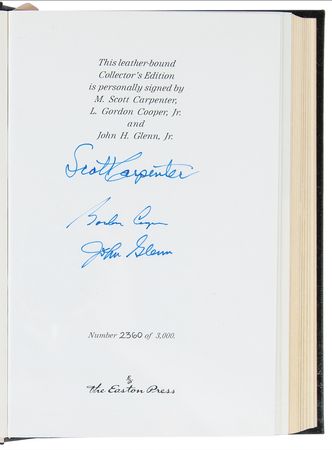 This leather-bound
Collector's Edition
is personally signed by
M. Scott Carpenter,
L. Gordon Cooper, Jr.
and
John H. Glenn, Jr.
Scott Carpenter
Gordon Cooper
John Glenn
Number 2360 of 3,000.
The Easton Press